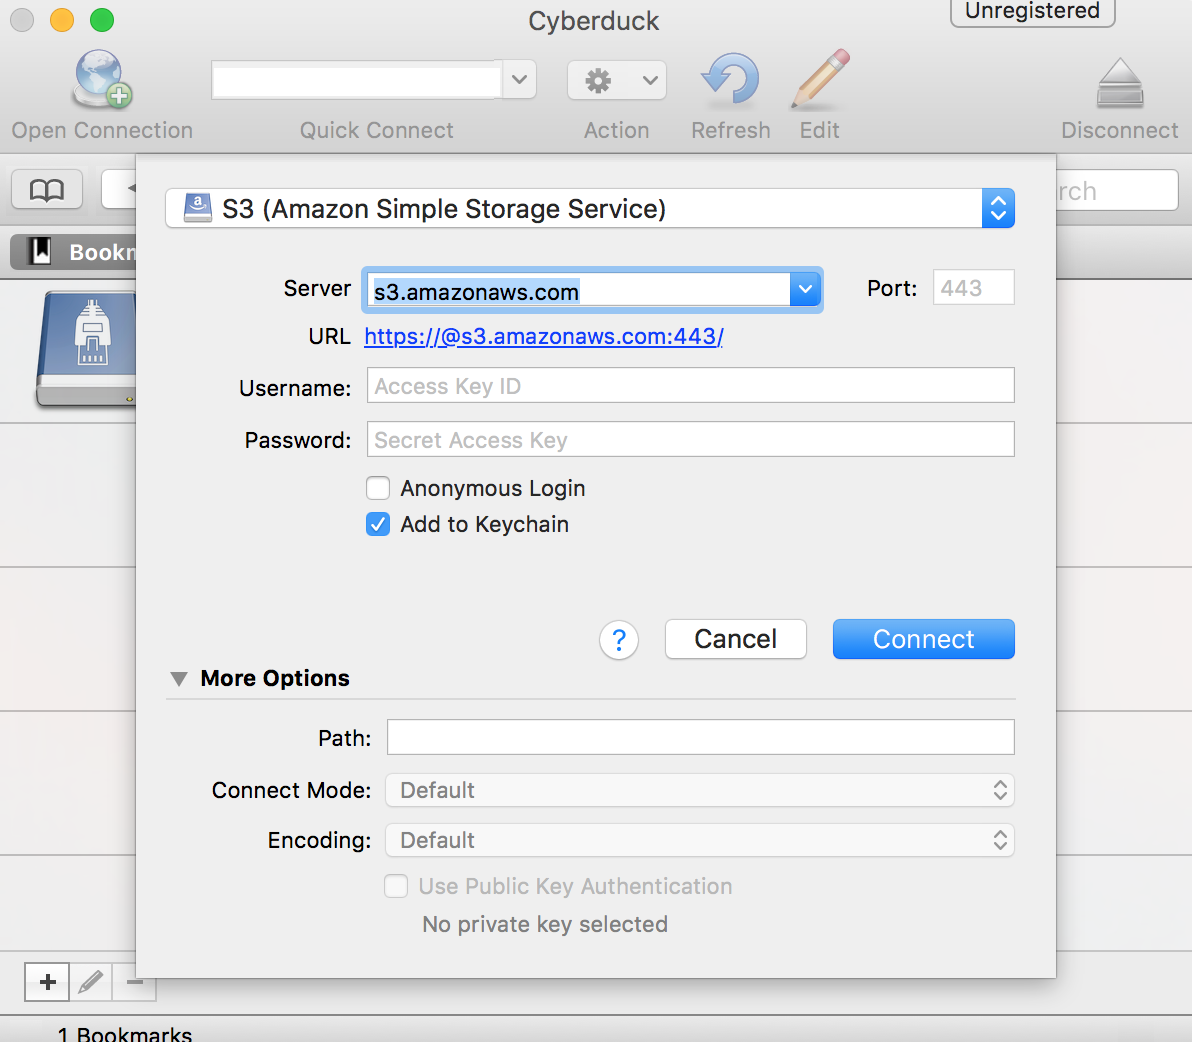 Cyberduck
Unregistered
Open Connection
Quick Connect
Action
Refresh
Edit
Disconnect
S3 (Amazon Simple Storage Service)
rch
Bookm
Server
s3.amazonaws.com
Port: 443
URL https://@s3.amazonaws.com:443/
Username: Access Key ID
Password: Secret Access Key
Anonymous Login
Add to Keychain
? Cancel Connect
More Options
Path:
Connect Mode: Default
Encoding: Default
Use Public Key Authentication
No private key selected
1 Bookmarks